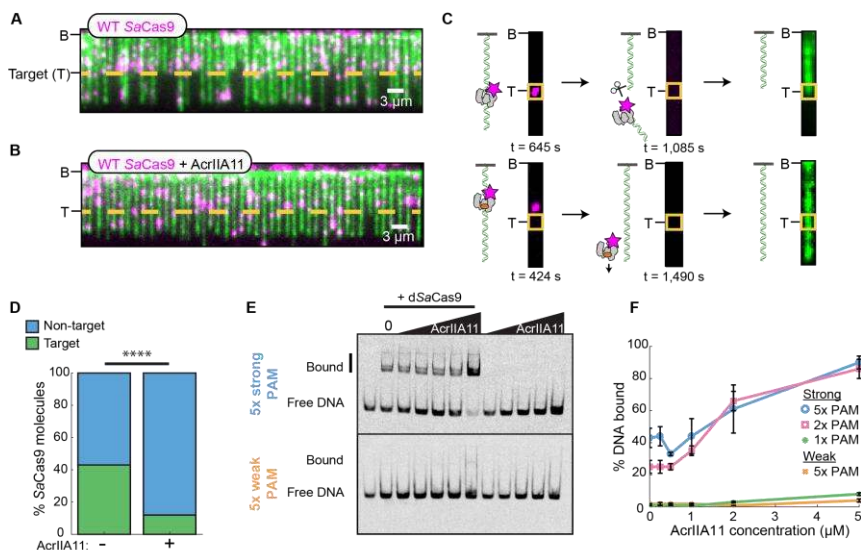 A
WT SaCas9
B
Target (T)
3 µm
B
WT SaCas9 + AcrIIA11
B
T
3 µm
C
B
T
t = 645 s
B
T
t = 1,085 s
B
T
B
T
t = 424 s
B
T
t = 1,490 s
B
T
D
Non-target
Target
****
% SaCas9 molecules
100
80
60
40
20
0
AcrIIA11: - +
E
+ dSaCas9
0 AcrIIA11 AcrIIA11
5x strong PAM
Bound
Free DNA
5x weak PAM
Bound
Free DNA
F
% DNA bound
100
80
60
40
20
0
Strong
5x PAM
2x PAM
1x PAM
Weak
5x PAM
0 1 2 3 4 5
AcrIIA11 concentration (µM)